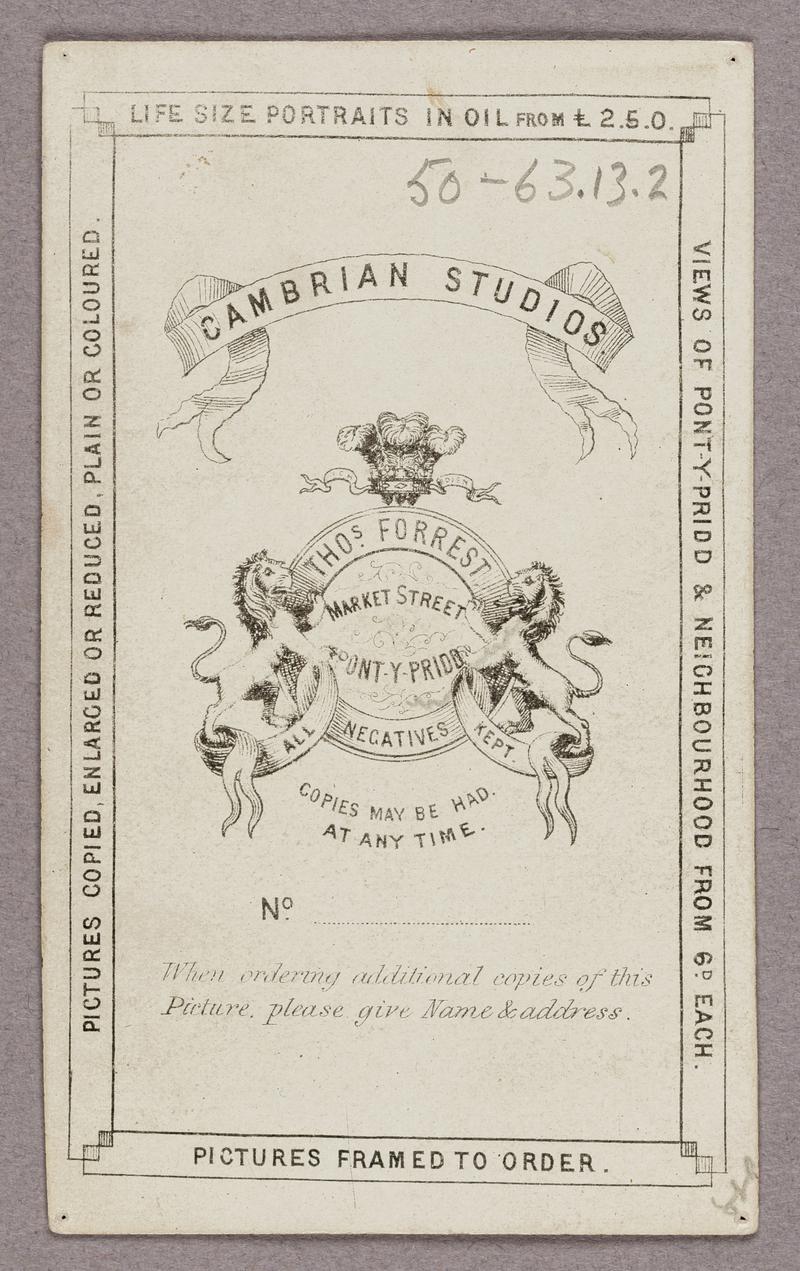 LIFE SIZE PORTRAITS IN OIL FROM £ 2.5.0.
50-63.13.2
CAMBRIAN STUDIOS.
THOS. FORREST
MARKET STREET
PONT-Y-PRIDD
ALL NEGATIVES KEPT.
COPIES MAY BE HAD.
AT ANY TIME.
No.
When ordering additional copies of this
Picture, please give Name & address.
PICTURES COPIED, ENLARGED OR REDUCED, PLAIN OR COLOURED.
VIEWS OF PONT-Y-PRIDD & NEIGHBOURHOOD FROM 6D EACH.
PICTURES FRAMED TO ORDER.